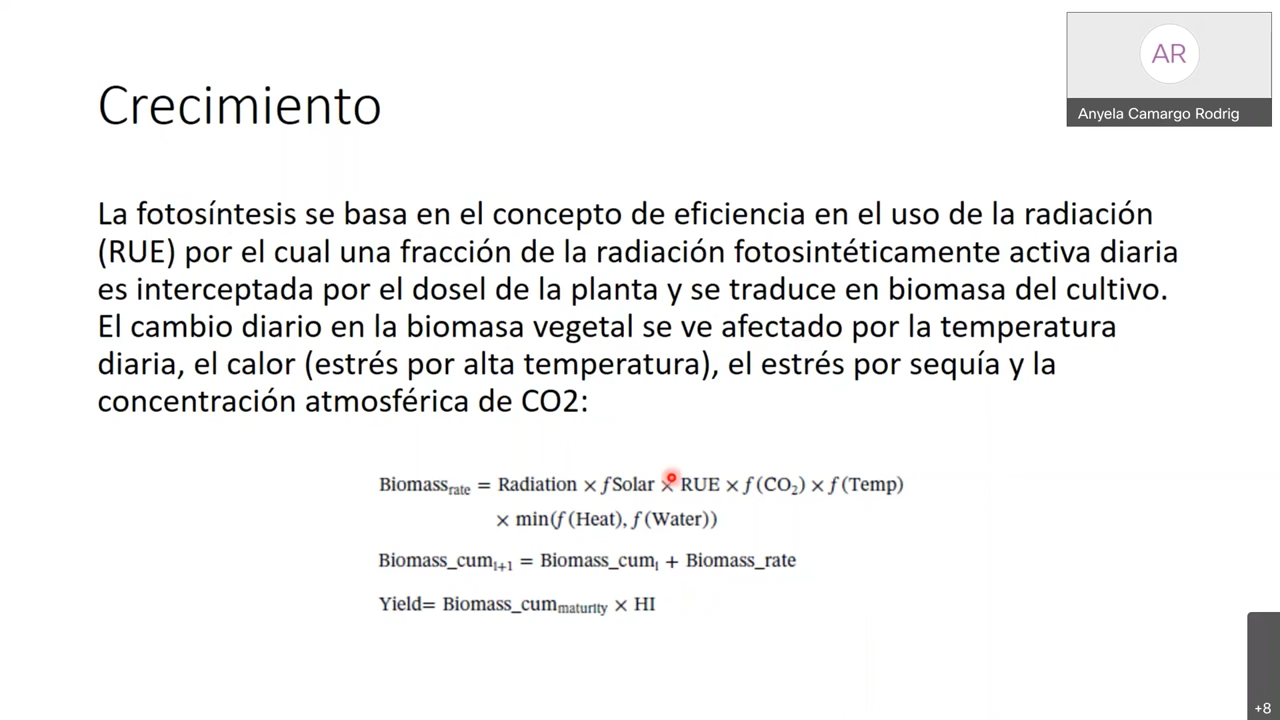 AR
Anyela Camargo Rodrig
Crecimiento
La fotosíntesis se basa en el concepto de eficiencia en el uso de la radiación
(RUE) por el cual una fracción de la radiación fotosintéticamente activa diaria
es interceptada por el dosel de la planta y se traduce en biomasa del cultivo.
El cambio diario en la biomasa vegetal se ve afectado por la temperatura
diaria, el calor (estrés por alta temperatura), el estrés por sequía y la
concentración atmosférica de CO2:
Biomass_rate = Radiation × fSolar × RUE × f(CO₂) × f(Temp)
× min(f(Heat), f(Water))
Biomass_cum_i+1 = Biomass_cum_i + Biomass_rate
Yield= Biomass_cum_maturity × HI
+8